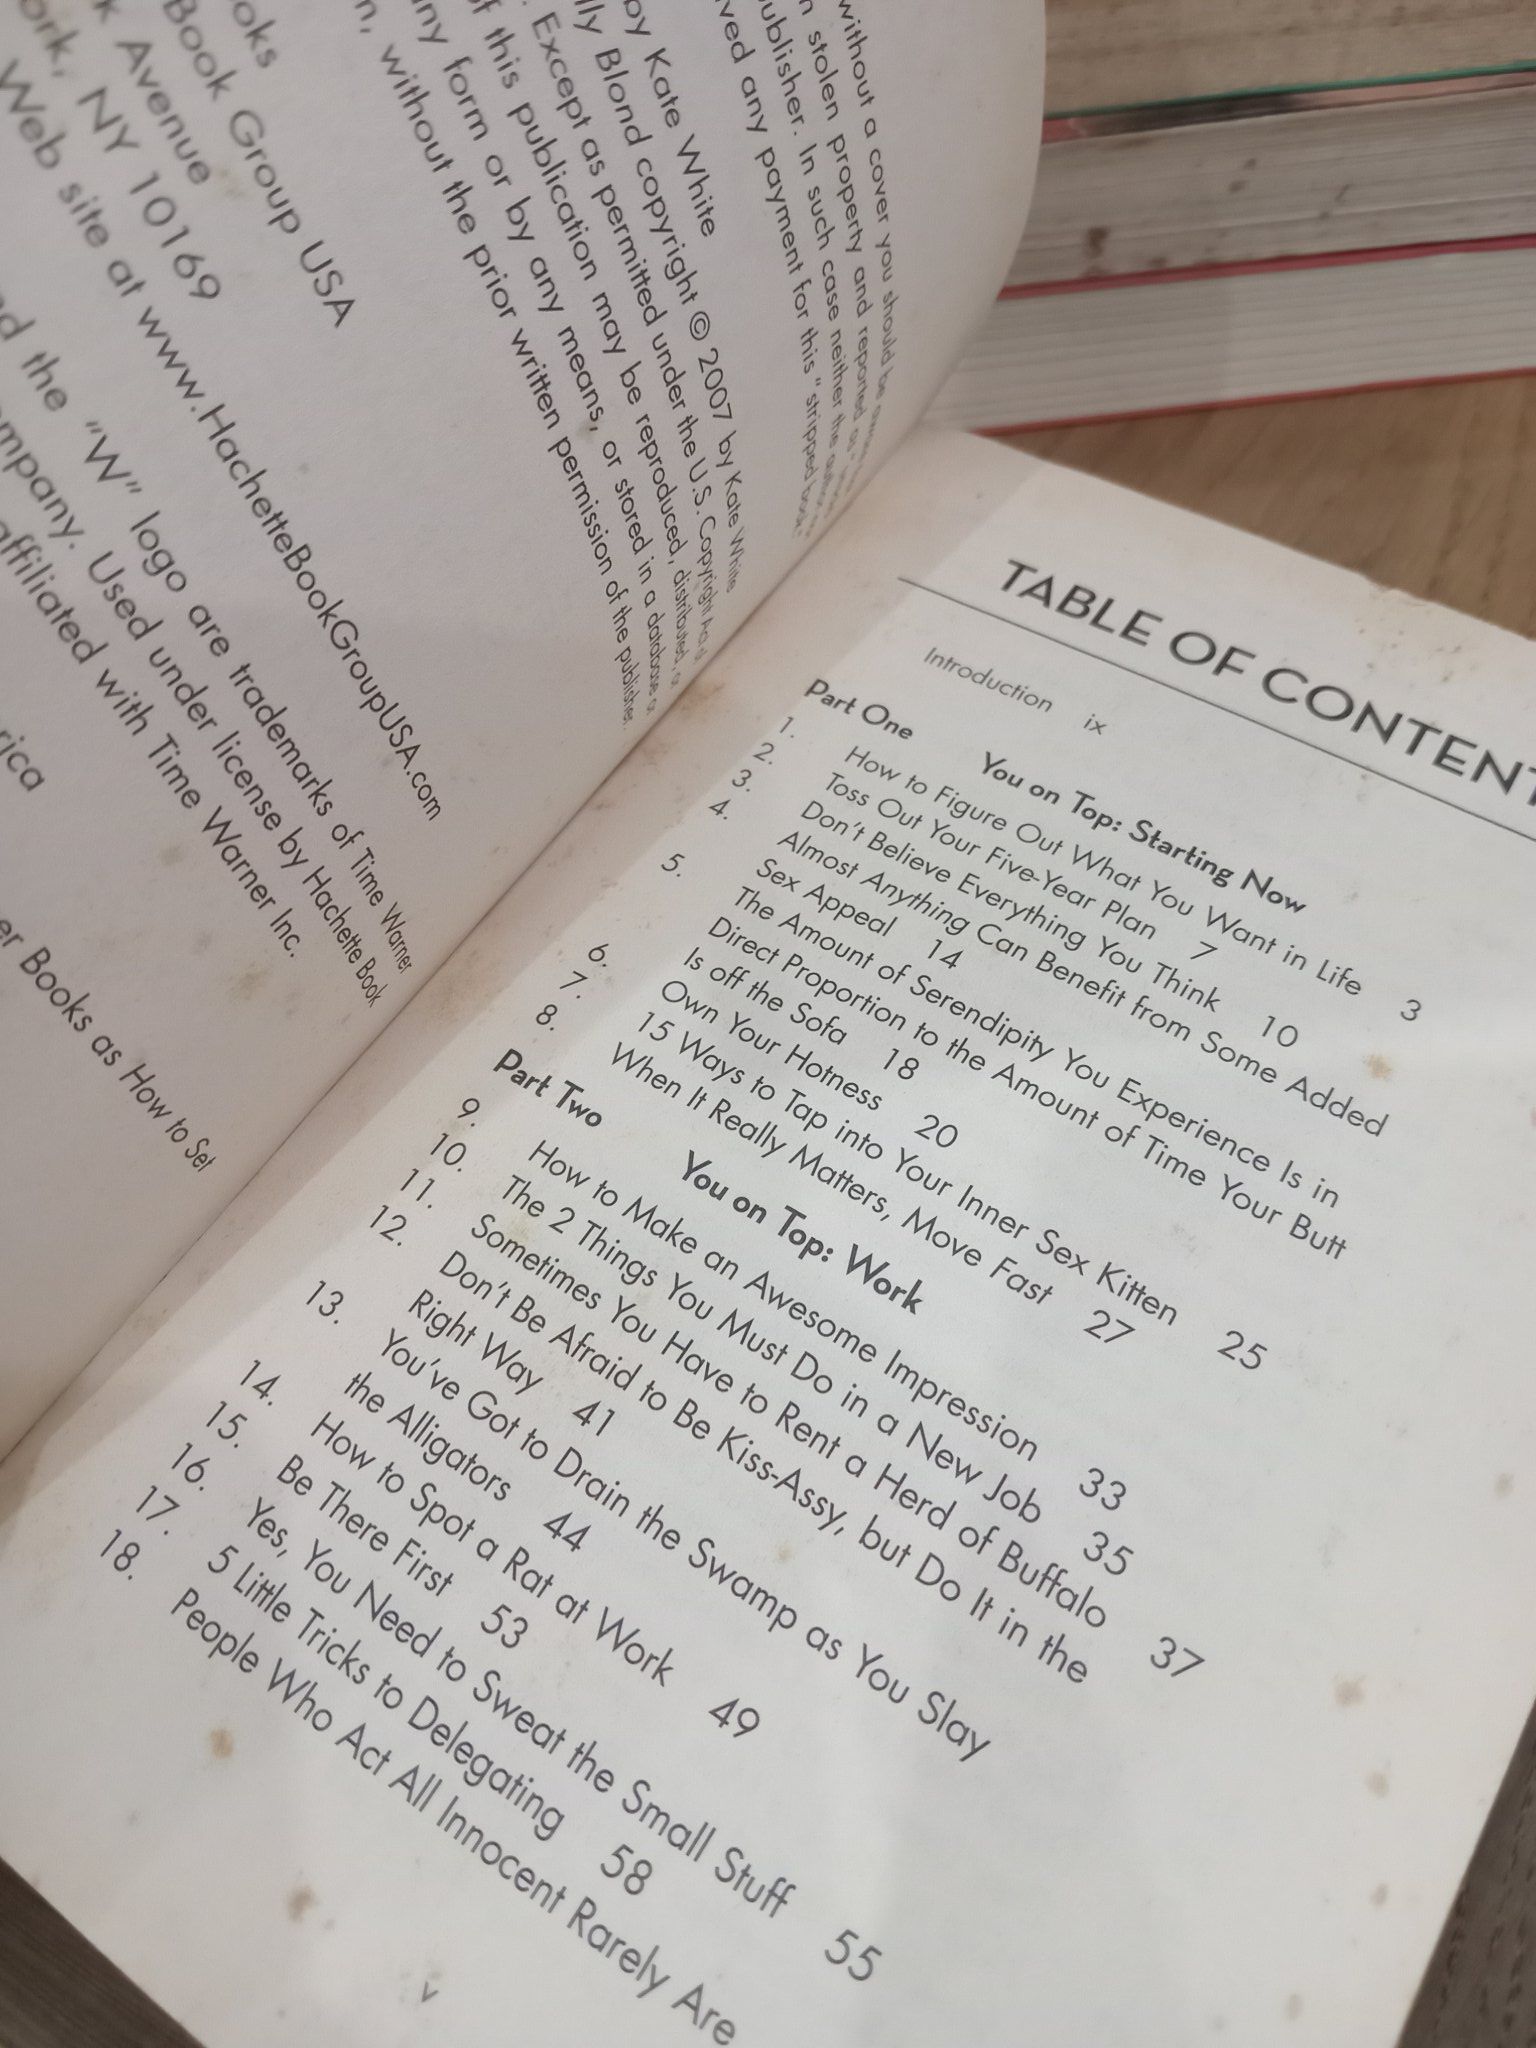 without a cover you should be
n stolen property and reported as "
ublisher. In such case neither the
ved any payment for this "stripped book."
by Kate White
lly Blond copyright © 2007 by Kate White
. Except as permitted under the U.S. Copyright Act
f this publication may be reproduced, distributed, or
ny form or by any means, or stored in a database or
n, without the prior written permission of the publisher.
ooks
Book Group USA
k Avenue
ork, NY 10169
Web site at www.HachetteBookGroupUSA.com
nd the "W" logo are trademarks of Time Warner
mpany. Used under license by Hachette Book
affiliated with Time Warner Inc.
rica
er Books as How to Set
TABLE OF CONTENT
Introduction ix
Part One You on Top: Starting Now
1. How to Figure Out What You Want in Life 3
2. Toss Out Your Five-Year Plan 7
3. Don't Believe Everything You Think 10
4. Almost Anything Can Benefit from Some Added
Sex Appeal 14
5. The Amount of Serendipity You Experience Is in
Direct Proportion to the Amount of Time Your Butt
Is off the Sofa 18
6. Own Your Hotness 20
7. 15 Ways to Tap into Your Inner Sex Kitten 25
8. When It Really Matters, Move Fast 27
Part Two You on Top: Work
9. How to Make an Awesome Impression 33
10. The 2 Things You Must Do in a New Job 35
11. Sometimes You Have to Rent a Herd of Buffalo 37
12. Don't Be Afraid to Be Kiss-Assy, but Do It in the
Right Way 41
13. You've Got to Drain the Swamp as You Slay
the Alligators 44
14. How to Spot a Rat at Work 49
15. Be There First 53
16. Yes, You Need to Sweat the Small Stuff 55
17. 5 Little Tricks to Delegating 58
18. People Who Act All Innocent Rarely Are
v